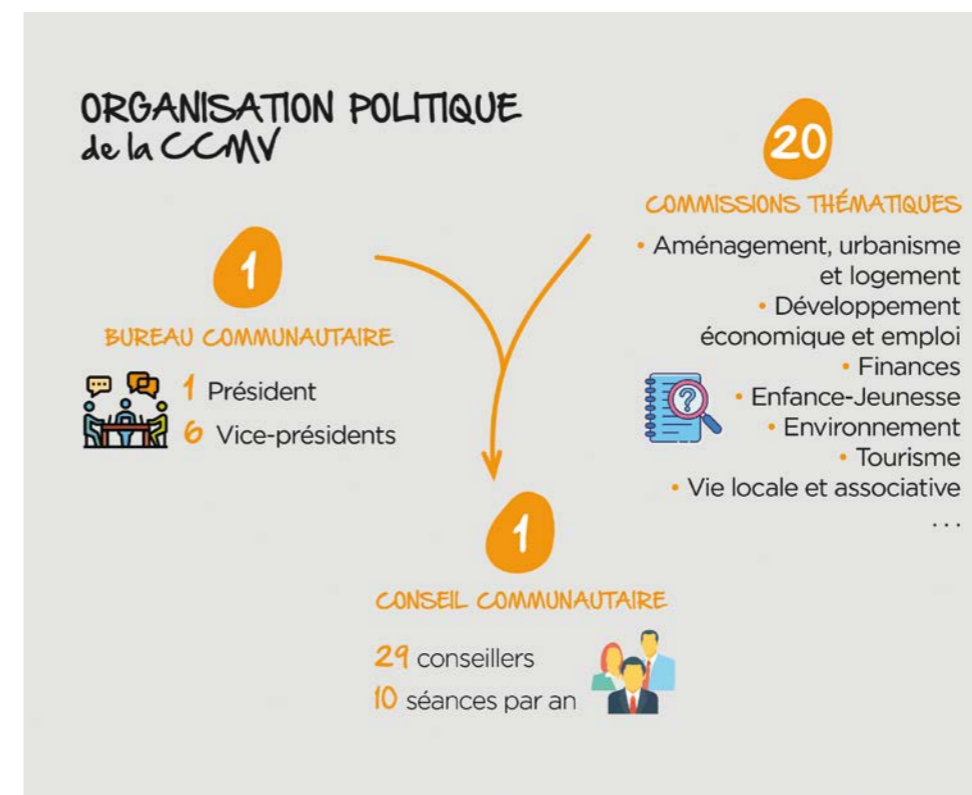 ORGANISATION POLITIQUE
de la CCMV
1
BUREAU COMMUNAUTAIRE
1 Président
6 Vice-présidents
20
COMMISSIONS THÉMATIQUES
• Aménagement, urbanisme
et logement
• Développement
économique et emploi
• Finances
• Enfance-Jeunesse
• Environnement
• Tourisme
• Vie locale et associative
...
?
1
CONSEIL COMMUNAUTAIRE
29 conseillers
10 séances par an